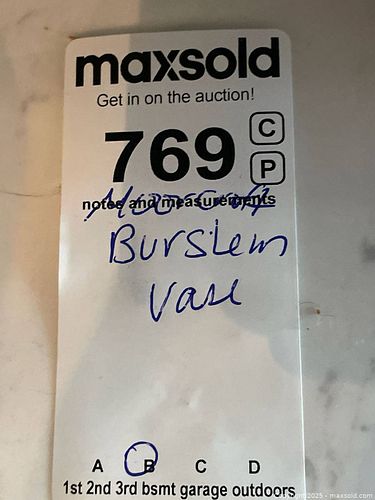 maxsold
Get in on the auction!
769 C
P
notes and measurements
Moorcroft
Burslem
Vase
A B C D
1st 2nd 3rd bsmt garage outdoors
2025 - maxsold.com